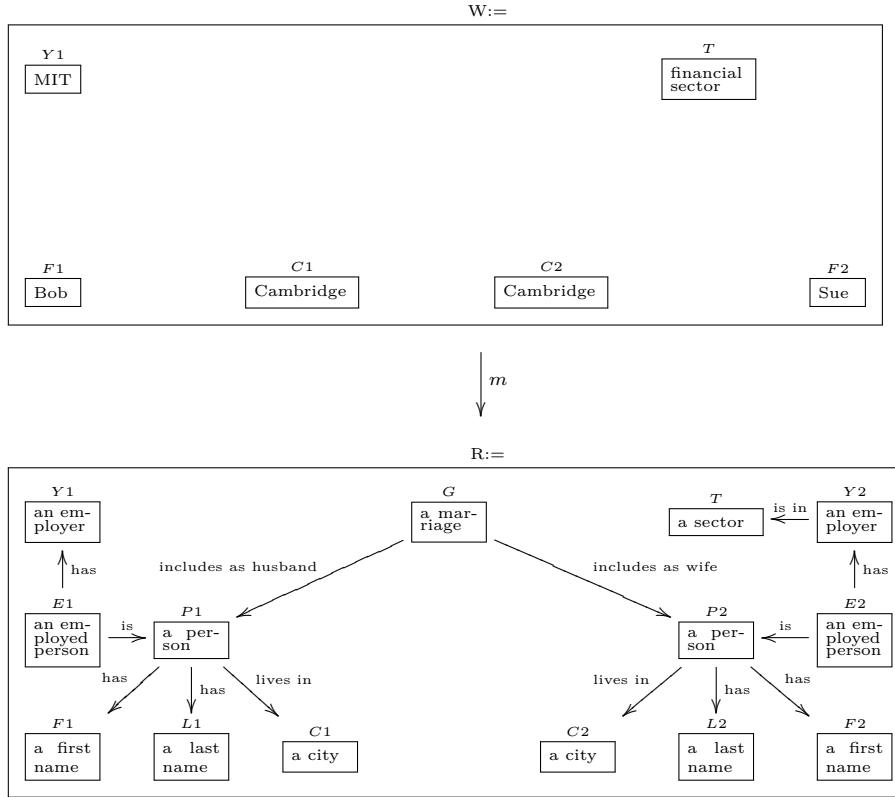 W:=
Y1 T
MIT financial
sector
F1 C1 C2 F2
Bob Cambridge Cambridge Sue
m
R:=
Y1 G T Y2
an em-
ployer
a mar-
riage
a sector
is in
an em-
ployer
has
includes as husband
includes as wife
has
E1 P1 P2 E2
an em-
ployed
person
is
a per-
son
a per-
son
is
an em-
ployed
person
has
has
lives in
lives in
has
has
F1 L1 C1 C2 L2 F2
a first
name
a last
name
a city
a city
a last
name
a first
name